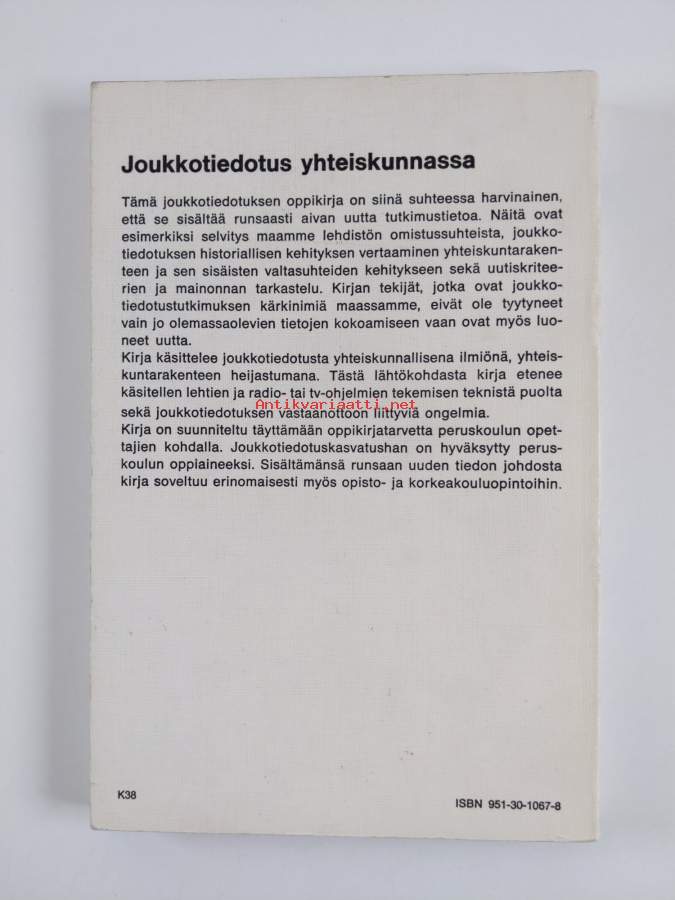 Joukkotiedotus yhteiskunnassa
Tämä joukkotiedotuksen oppikirja on siinä suhteessa harvinainen,
että se sisältää runsaasti aivan uutta tutkimustietoa. Näitä ovat
esimerkiksi selvitys maamme lehdistön omistussuhteista, joukko-
tiedotuksen historiallisen kehityksen vertaaminen yhteiskuntaraken-
teen ja sen sisäisten valtasuhteiden kehitykseen sekä uutiskritee-
rien ja mainonnan tarkastelu. Kirjan tekijät, jotka ovat joukko-
tiedotustutkimuksen kärkinimiä maassamme, eivät ole tyytyneet
vain jo olemassaolevien tietojen kokoamiseen vaan ovat myös luo-
neet uutta.
Kirja käsittelee joukkotiedotusta yhteiskunnallisena ilmiönä, yhteis-
kuntarakenteen heijastumana. Tästä lähtökohdasta kirja etenee
käsitellen lehtien ja radio- tai tv-ohjelmien tekemisen teknistä puolta
Antikvariaatti.net
sekä joukkotiedotuksen vastaanottoon liittyviä ongelmia.
Kirja on suunniteltu täyttämään oppikirjatarvetta peruskoulun opet-
tajien kohdalla. Joukkotiedotuskasvatushan on hyväksytty perus-
koulun oppiaineeksi. Sisältämänsä runsaan uuden tiedon johdosta
kirja soveltuu erinomaisesti myös opisto- ja korkeakouluopintoihin.
K38
ISBN 951-30-1067-8